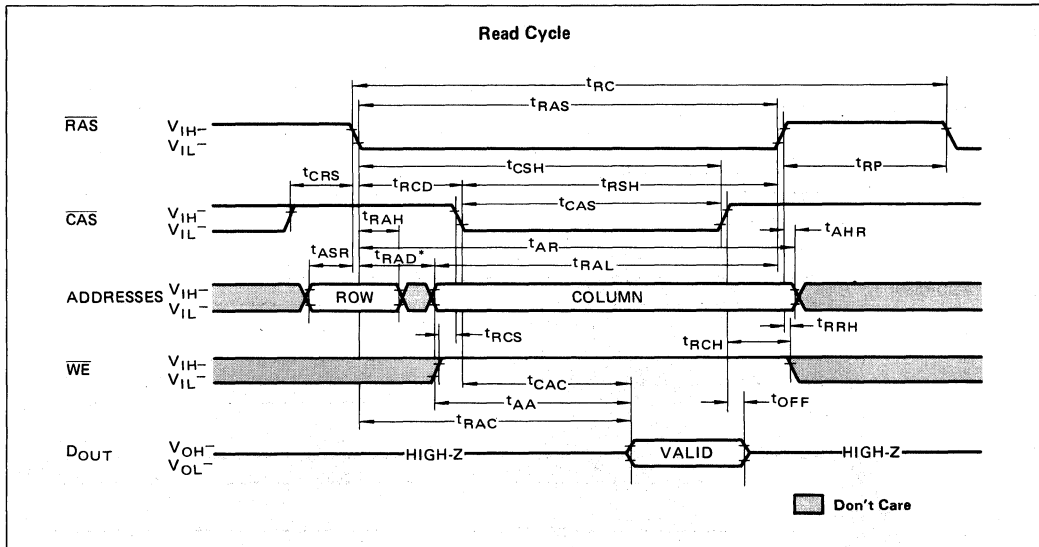 Read Cycle
tRC
tRAS
RAS
VIH–
VIL–
tCSH
tRP
tCRS
tRCD
tRSH
CAS
VIH–
VIL–
tCAS
tRAH
tAHR
tASR
tAR
tRAD*
tRAL
ADDRESSES
VIH–
VIL–
ROW
COLUMN
tRRH
tRCS
tRCH
WE
VIH–
VIL–
tCAC
tOFF
tAA
tRAC
DOUT
VOH–
VOL–
HIGH-Z
VALID
HIGH-Z
Don't Care